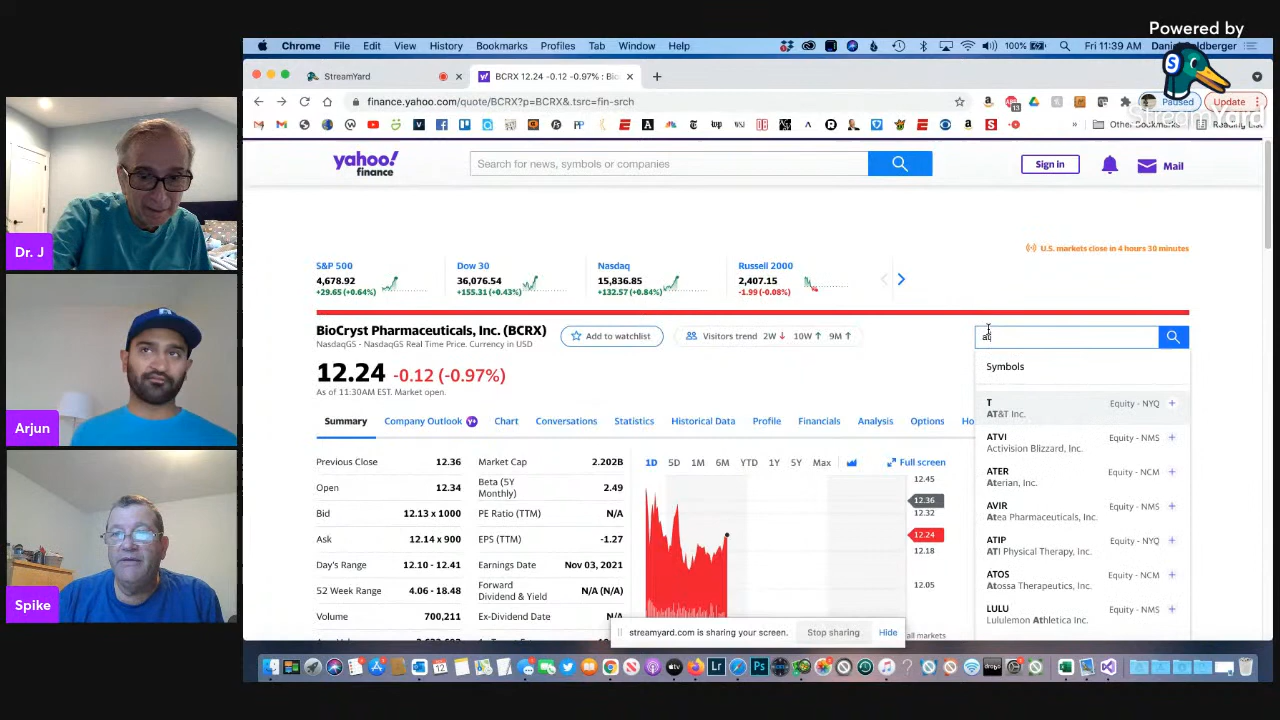 Powered by
StreamYard
Chrome File Edit View History Bookmarks Profiles Tab Window Help
100% Fri 11:39 AM
StreamYard
BCRX 12.24 -0.12 -0.97% : Bio
finance.yahoo.com/quote/BCRX?p=BCRX&.tsrc=fin-srch
Paused
Update
Other Bookmarks
Reading List
yahoo!
finance
Search for news, symbols or companies
Sign in
Mail
U.S. markets close in 4 hours 30 minutes
S&P 500
4,678.92
+29.65 (+0.64%)
Dow 30
36,076.54
+155.31 (+0.43%)
Nasdaq
15,836.85
+132.57 (+0.84%)
Russell 2000
2,407.15
-1.99 (-0.08%)
BioCryst Pharmaceuticals, Inc. (BCRX)
NasdaqGS - NasdaqGS Real Time Price. Currency in USD
Add to watchlist
Visitors trend 2W ↓ 10W ↑ 9M ↑
at
12.24 -0.12 (-0.97%)
As of 11:30AM EST. Market open.
Summary Company Outlook Chart Conversations Statistics Historical Data Profile Financials Analysis Options Ho
Previous Close 12.36
Open 12.34
Bid 12.13 x 1000
Ask 12.14 x 900
Day's Range 12.10 - 12.41
52 Week Range 4.06 - 18.48
Volume 700,211
Market Cap 2.202B
Beta (5Y Monthly) 2.49
PE Ratio (TTM) N/A
EPS (TTM) -1.27
Earnings Date Nov 03, 2021
Forward Dividend & Yield N/A (N/A)
Ex-Dividend Date N/A
1D 5D 1M 6M YTD 1Y 5Y Max
Full screen
12.45
12.36
12.32
12.24
12.18
12.05
all markets
Symbols
T Equity - NYQ +
AT&T Inc.
ATVI Equity - NMS +
Activision Blizzard, Inc.
ATER Equity - NCM +
Aterian, Inc.
AVIR Equity - NMS +
Atea Pharmaceuticals, Inc.
ATIP Equity - NYQ +
ATI Physical Therapy, Inc.
ATOS Equity - NCM +
Atossa Therapeutics, Inc.
LULU Equity - NMS +
Lululemon Athletica Inc.
streamyard.com is sharing your screen.
Stop sharing
Hide
Dr. J
Arjun
Spike